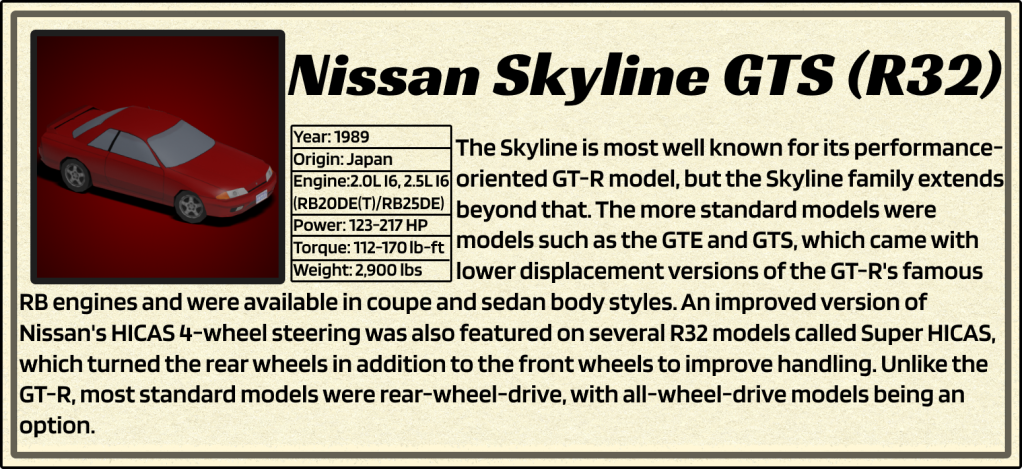 Nissan Skyline GTS (R32)
Year: 1989
Origin: Japan
Engine:2.0L I6, 2.5L I6
(RB20DE(T)/RB25DE)
Power: 123-217 HP
Torque: 112-170 lb-ft
Weight: 2,900 lbs
The Skyline is most well known for its performance-
oriented GT-R model, but the Skyline family extends
beyond that. The more standard models were
models such as the GTE and GTS, which came with
lower displacement versions of the GT-R's famous
RB engines and were available in coupe and sedan body styles. An improved version of
Nissan's HICAS 4-wheel steering was also featured on several R32 models called Super HICAS,
which turned the rear wheels in addition to the front wheels to improve handling. Unlike the
GT-R, most standard models were rear-wheel-drive, with all-wheel-drive models being an
option.